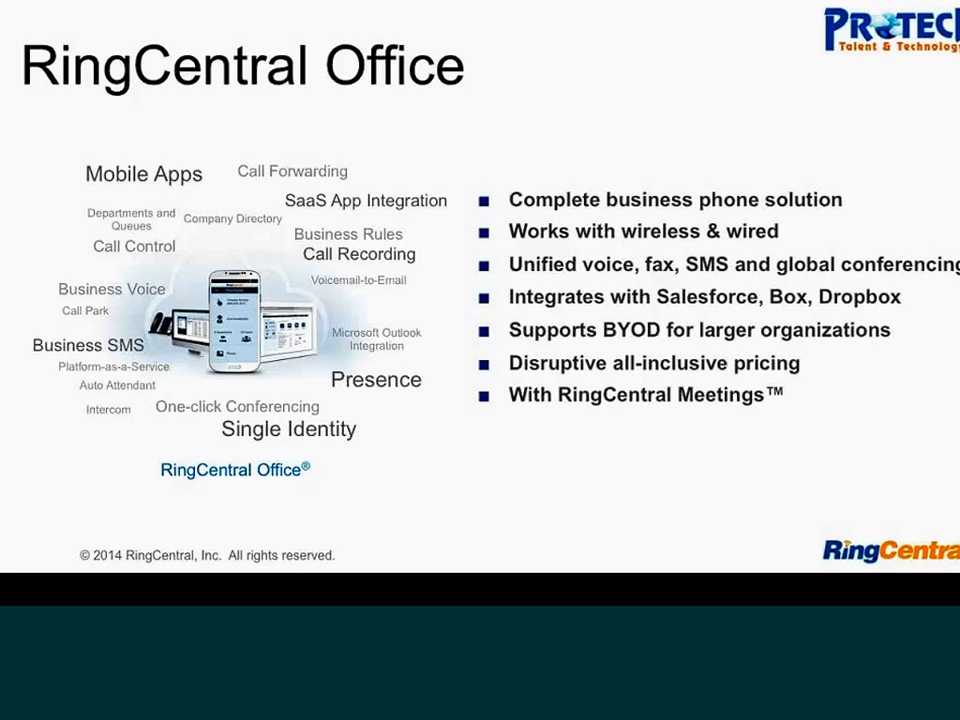 RingCentral Office
PROTECH
Talent & Technology
Mobile Apps
Call Forwarding
SaaS App Integration
Departments and
Queues
Company Directory
Business Rules
Call Control
Call Recording
Voicemail-to-Email
Business Voice
Call Park
Microsoft Outlook
Integration
Business SMS
Platform-as-a-Service
Presence
Auto Attendant
Intercom
One-click Conferencing
Single Identity
RingCentral Office®
■ Complete business phone solution
■ Works with wireless & wired
■ Unified voice, fax, SMS and global conferencing
■ Integrates with Salesforce, Box, Dropbox
■ Supports BYOD for larger organizations
■ Disruptive all-inclusive pricing
■ With RingCentral Meetings™
© 2014 RingCentral, Inc. All rights reserved.
RingCentral